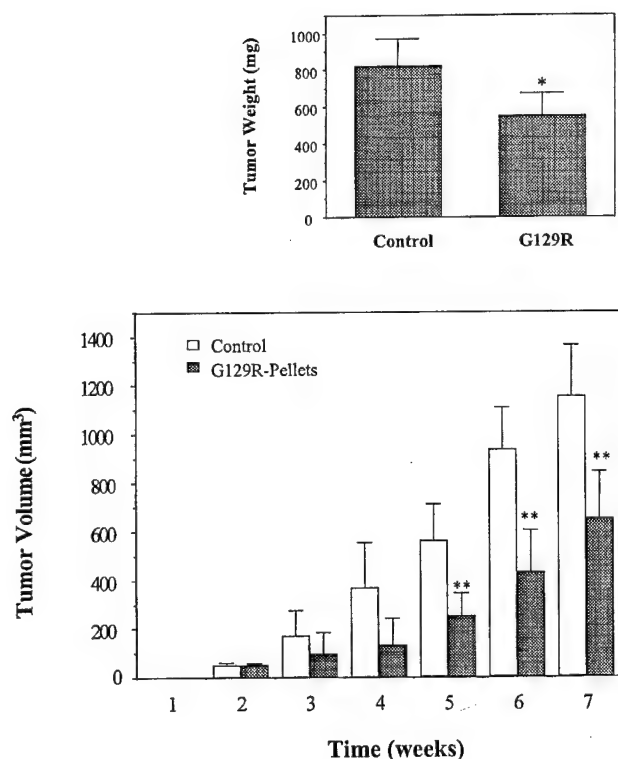 Tumor Weight (mg)
1000
800
600
400
200
0
*
Control
G129R
Tumor Volume (mm³)
1400
1200
1000
800
600
400
200
0
Control
G129R-Pellets
**
**
**
1 2 3 4 5 6 7
Time (weeks)